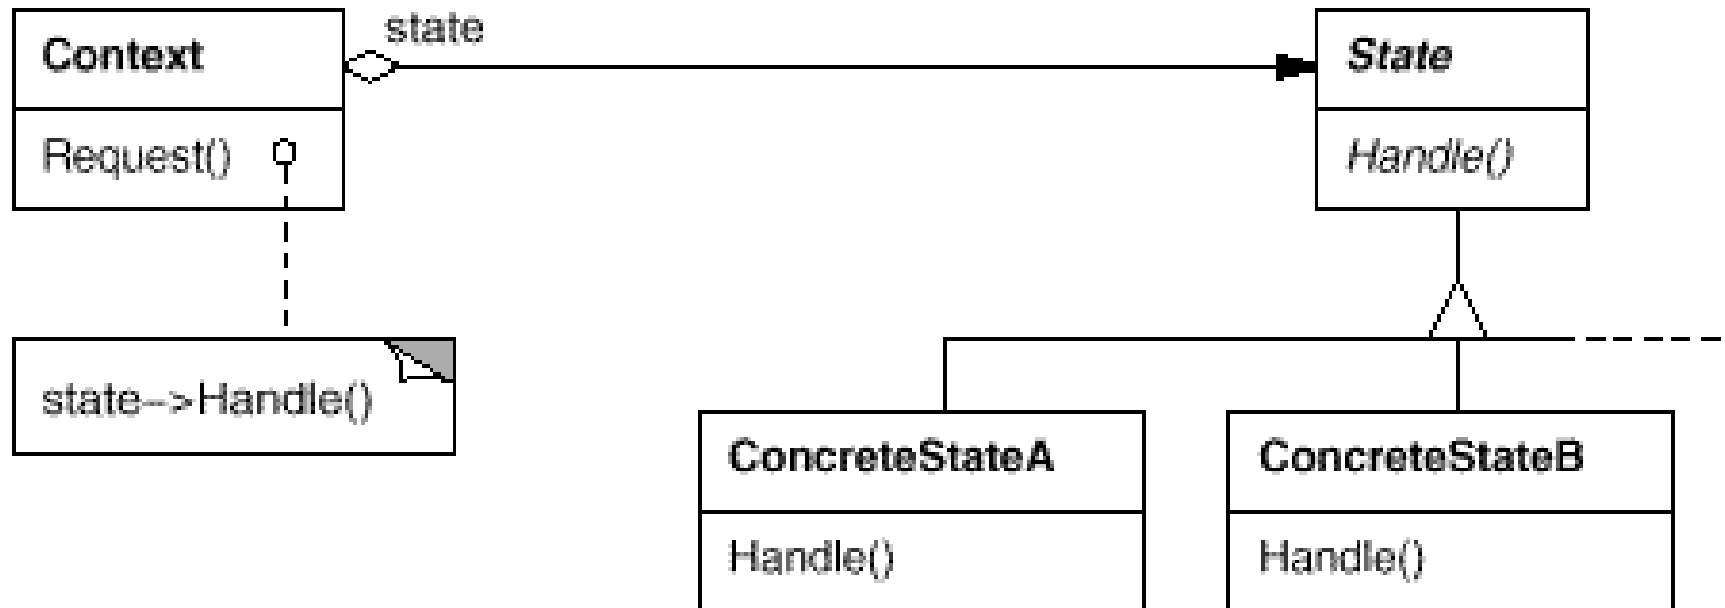 Context
state
State
Request()
Handle()
state–>Handle()
ConcreteStateA
ConcreteStateB
Handle()
Handle()